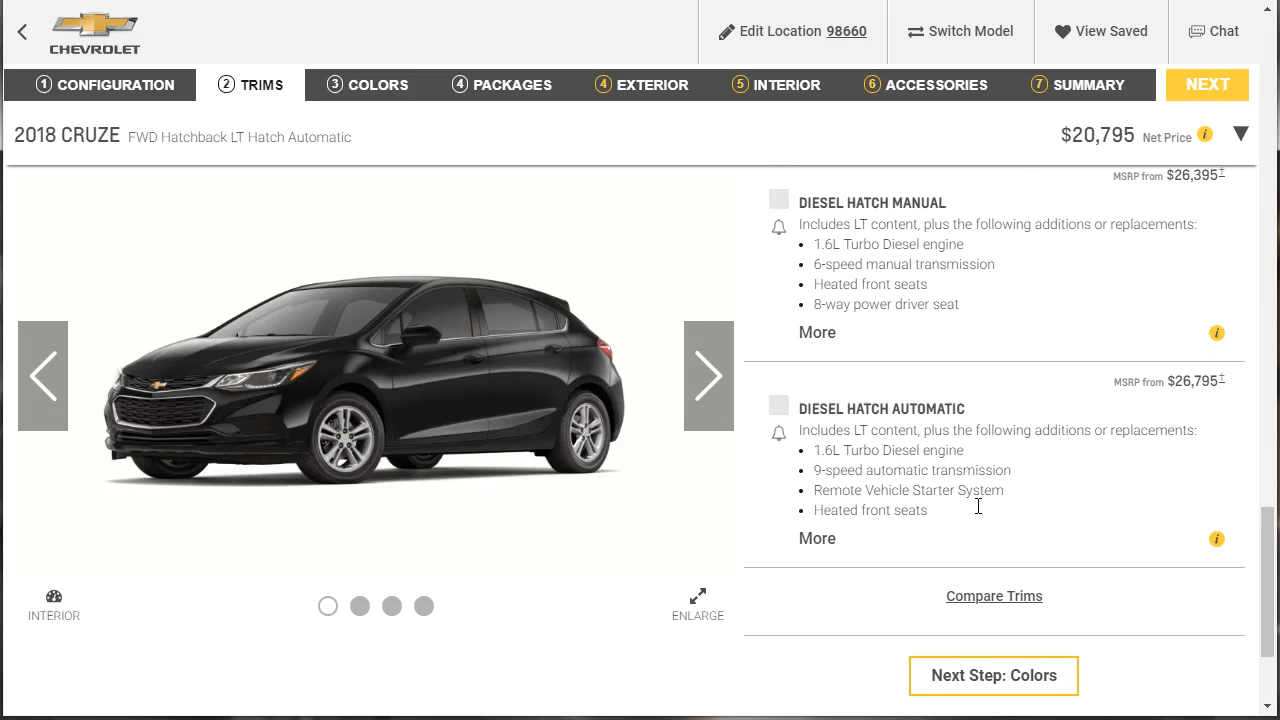 CHEVROLET
Edit Location 98660
Switch Model
View Saved
Chat
1 CONFIGURATION
2 TRIMS
3 COLORS
4 PACKAGES
4 EXTERIOR
5 INTERIOR
6 ACCESSORIES
7 SUMMARY
NEXT
2018 CRUZE FWD Hatchback LT Hatch Automatic
$20,795 Net Price i
MSRP from $26,395‡
DIESEL HATCH MANUAL
Includes LT content, plus the following additions or replacements:
• 1.6L Turbo Diesel engine
• 6-speed manual transmission
• Heated front seats
• 8-way power driver seat
More i
MSRP from $26,795‡
DIESEL HATCH AUTOMATIC
Includes LT content, plus the following additions or replacements:
• 1.6L Turbo Diesel engine
• 9-speed automatic transmission
• Remote Vehicle Starter System
• Heated front seats
More i
INTERIOR
ENLARGE
Compare Trims
Next Step: Colors